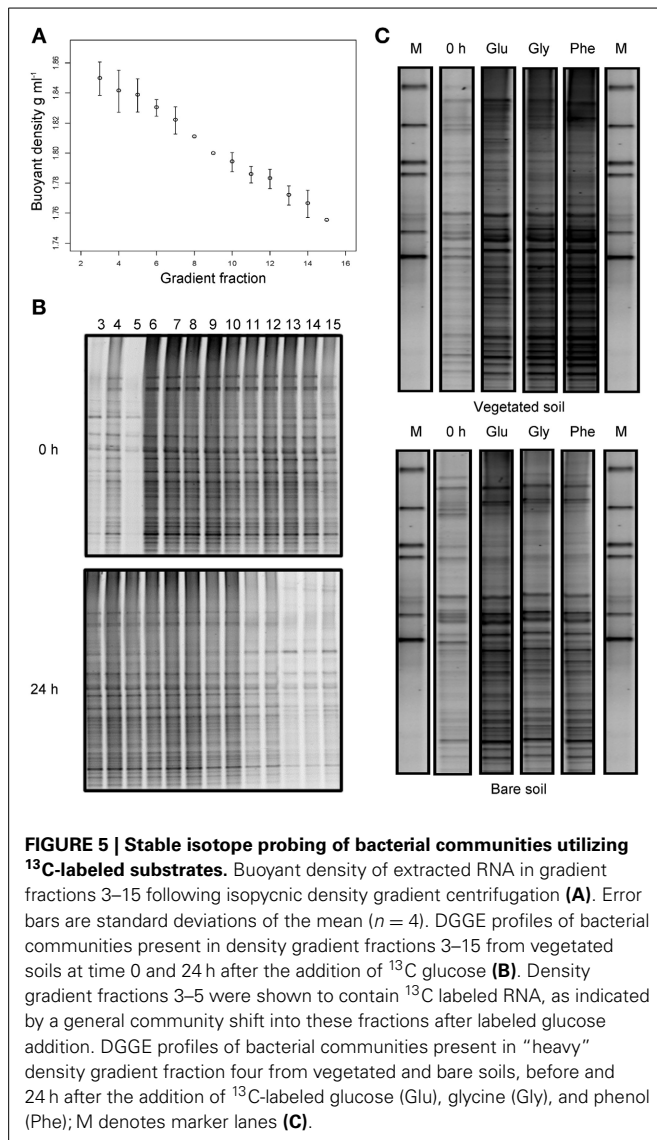 A
Buoyant density g ml-1
1.86
1.84
1.82
1.80
1.78
1.76
1.74
2 4 6 8 10 12 14 16
Gradient fraction
B
3 4 5 6 7 8 9 10 11 12 13 14 15
0 h
24 h
C
M 0 h Glu Gly Phe M
Vegetated soil
M 0 h Glu Gly Phe M
Bare soil
FIGURE 5 | Stable isotope probing of bacterial communities utilizing
13C-labeled substrates. Buoyant density of extracted RNA in gradient
fractions 3–15 following isopycnic density gradient centrifugation (A). Error
bars are standard deviations of the mean (n = 4). DGGE profiles of bacterial
communities present in density gradient fractions 3–15 from vegetated
soils at time 0 and 24 h after the addition of 13C glucose (B). Density
gradient fractions 3–5 were shown to contain 13C labeled RNA, as indicated
by a general community shift into these fractions after labeled glucose
addition. DGGE profiles of bacterial communities present in “heavy”
density gradient fraction four from vegetated and bare soils, before and
24 h after the addition of 13C-labeled glucose (Glu), glycine (Gly), and phenol
(Phe); M denotes marker lanes (C).